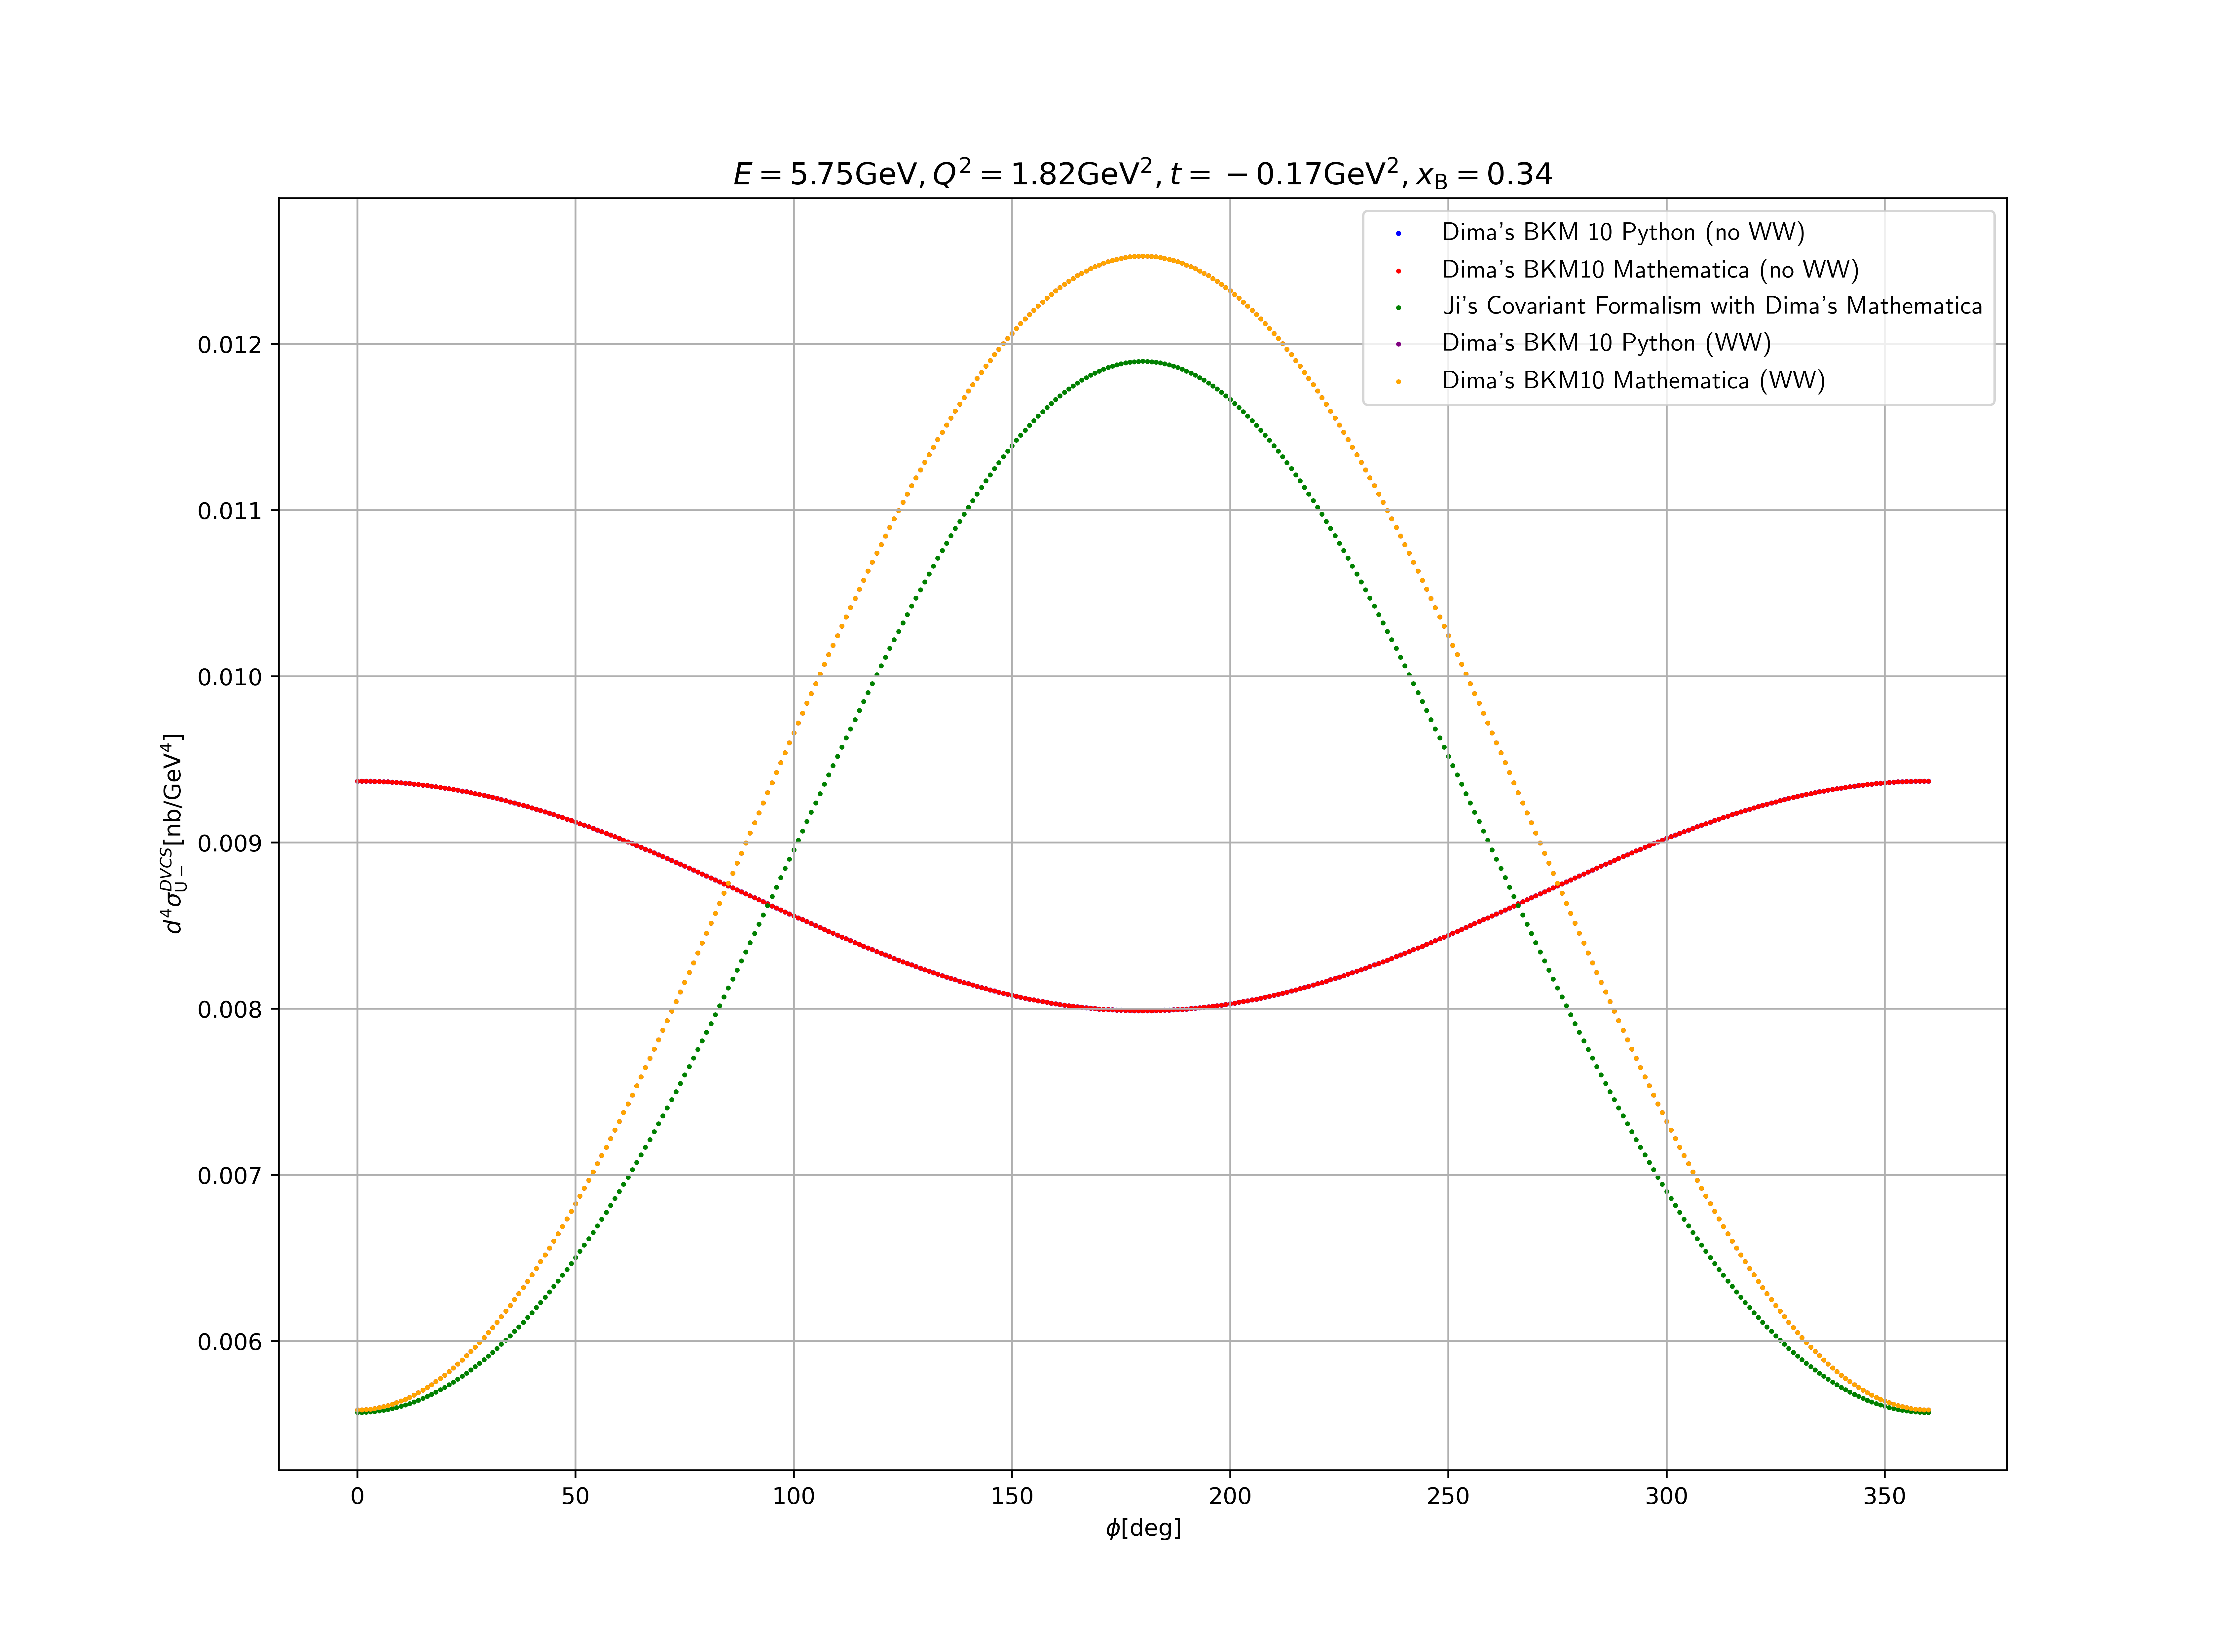 E = 5.75GeV, Q² = 1.82GeV², t = −0.17GeV², x_B = 0.34
Dima's BKM 10 Python (no WW)
Dima's BKM10 Mathematica (no WW)
Ji's Covariant Formalism with Dima's Mathematica
Dima's BKM 10 Python (WW)
Dima's BKM10 Mathematica (WW)
d⁴σ_{U−}^{DVCS}[nb/GeV⁴]
0.012
0.011
0.010
0.009
0.008
0.007
0.006
0 50 100 150 200 250 300 350
ϕ[deg]